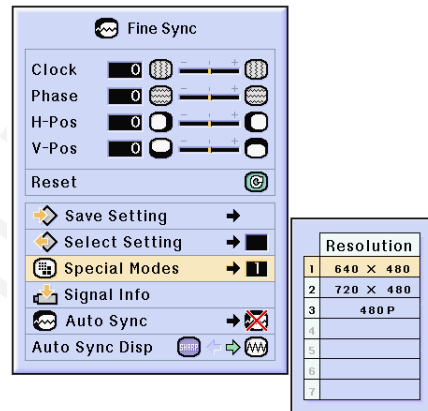 Fine Sync
Clock 0 - +
Phase 0 - +
H-Pos 0 - +
V-Pos 0 - +
Reset
Save Setting
Select Setting
Special Modes 1
Signal Info
Auto Sync
Auto Sync Disp SHARP
Resolution
1 640 × 480
2 720 × 480
3 480P
4
5
6
7